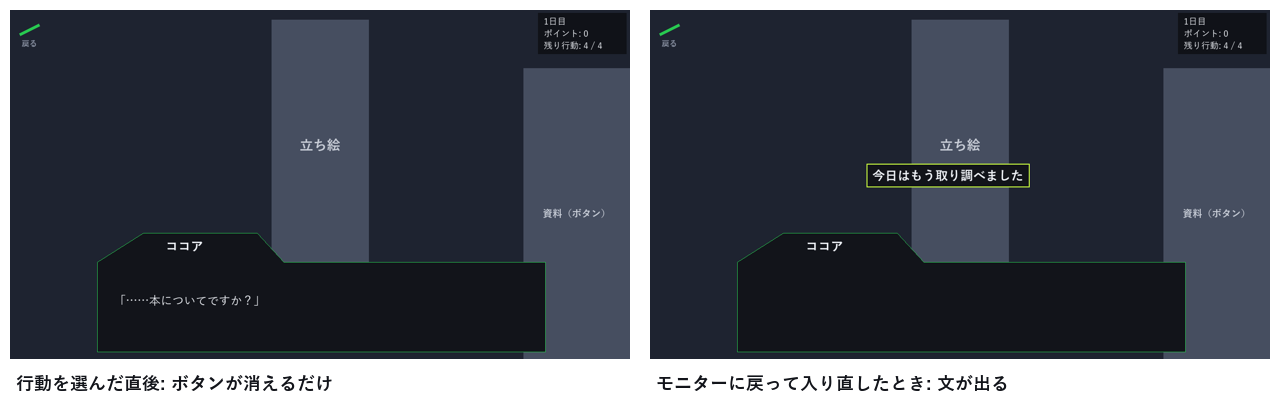 戻る
1日目
ポイント: 0
残り行動: 4 / 4
立ち絵
資料（ボタン）
ココア
「……本についてですか？」
行動を選んだ直後: ボタンが消えるだけ
戻る
1日目
ポイント: 0
残り行動: 4 / 4
立ち絵
今日はもう取り調べました
資料（ボタン）
ココア
モニターに戻って入り直したとき: 文が出る